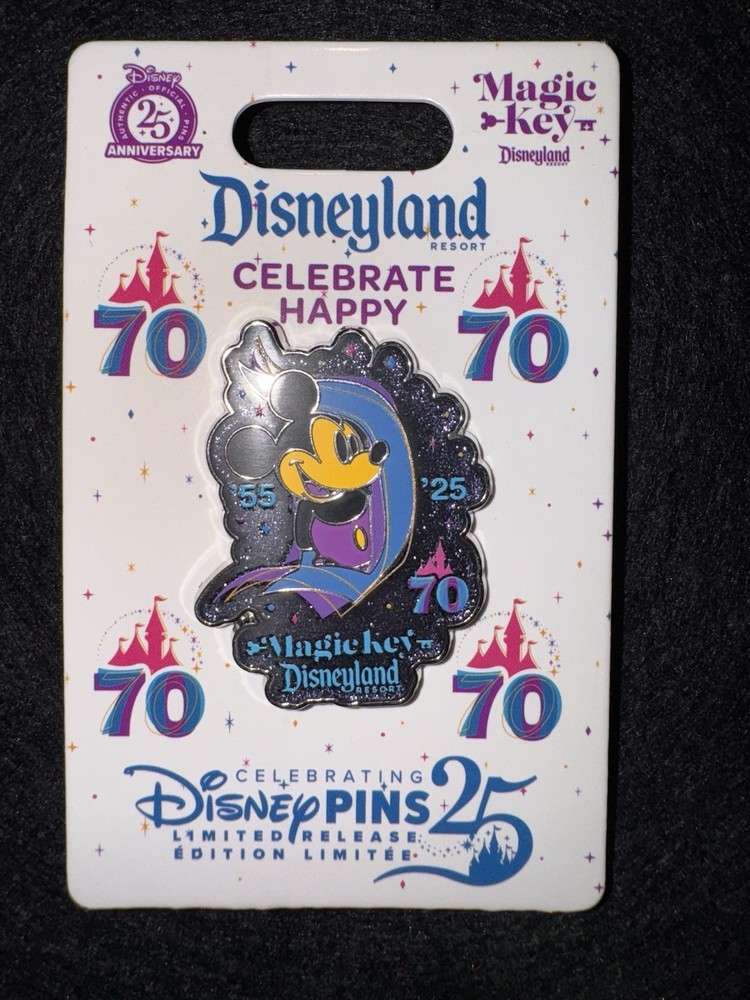 Disney
AUTHENTIC • OFFICIAL • PINS
25
ANNIVERSARY
Magic
Key
Disneyland
RESORT
Disneyland
RESORT
CELEBRATE
HAPPY
70
70
'55
'25
70
Magic Key
Disneyland
RESORT
70
70
CELEBRATING
Disney PINS 25
LIMITED RELEASE
ÉDITION LIMITÉE